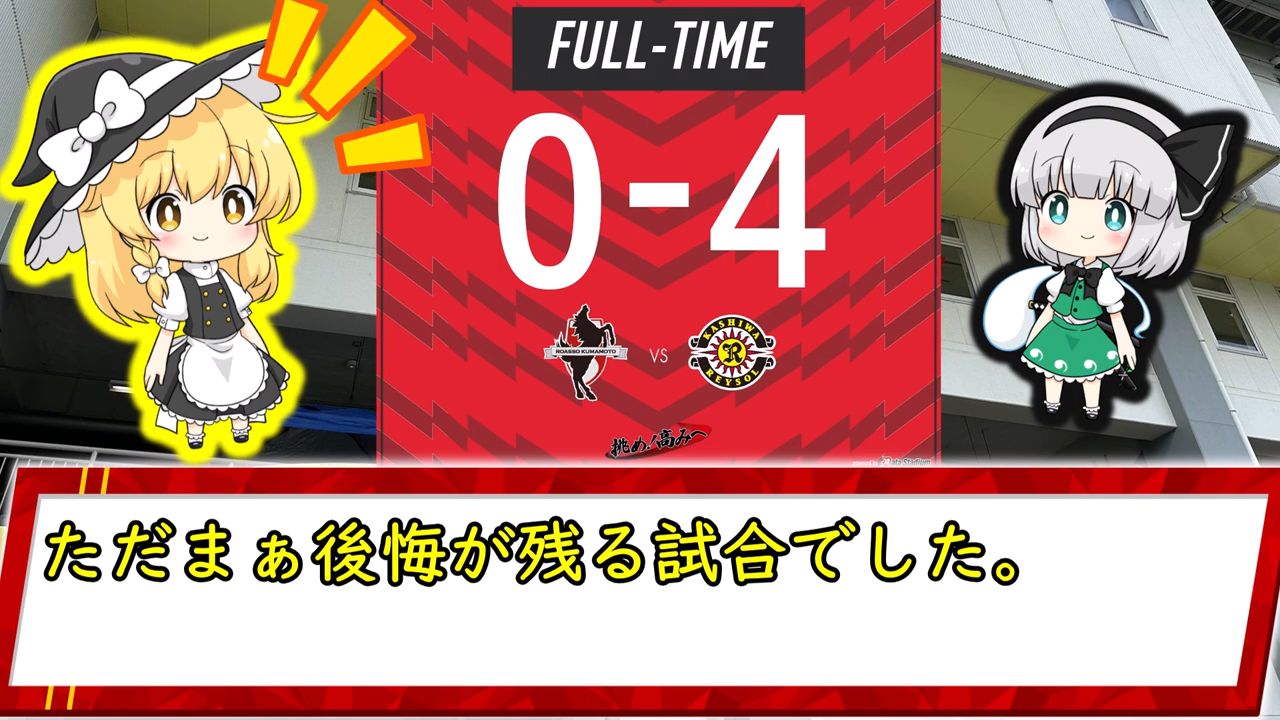 FULL-TIME
0-4
ROASSO KUMAMOTO
VS
KASHIWA
R
REYSOL
挑め!高みへ
ただまぁ後悔が残る試合でした。